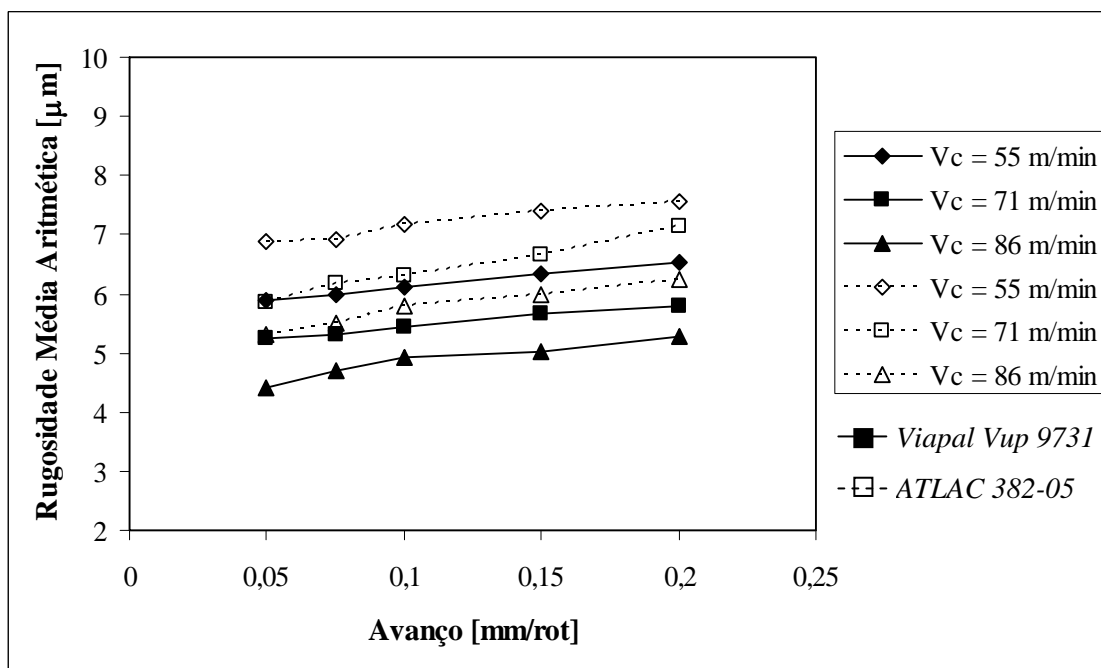 Rugosidade Média Aritmética [μm]
10
9
8
7
6
5
4
3
2
0
0,05
0,1
0,15
0,2
0,25
Avanço [mm/rot]
Vc = 55 m/min
Vc = 71 m/min
Vc = 86 m/min
Vc = 55 m/min
Vc = 71 m/min
Vc = 86 m/min
Viapal Vup 9731
ATLAC 382-05